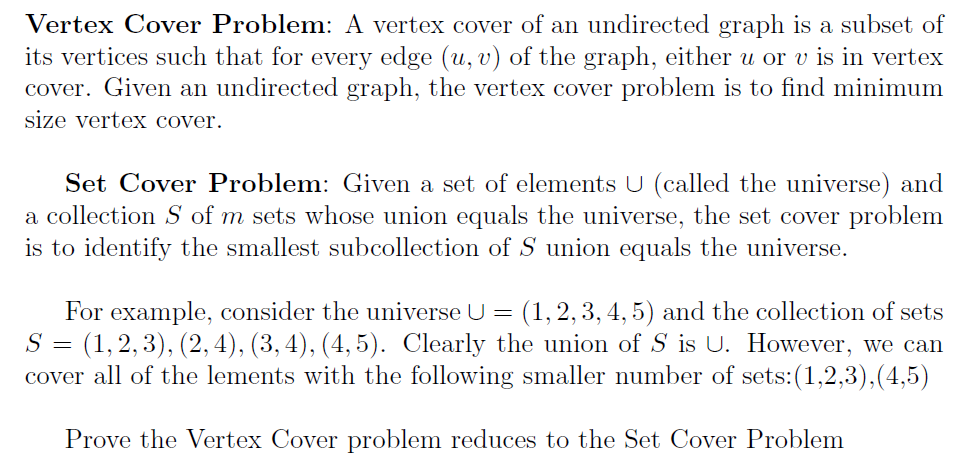 Vertex Cover Problem: A vertex cover of an undirected graph is a subset of
its vertices such that for every edge (u, v) of the graph, either u or v is in vertex
cover. Given an undirected graph, the vertex cover problem is to find minimum
size vertex cover.
Set Cover Problem: Given a set of elements ∪ (called the universe) and
a collection S of m sets whose union equals the universe, the set cover problem
is to identify the smallest subcollection of S union equals the universe.
For example, consider the universe ∪ = (1, 2, 3, 4, 5) and the collection of sets
S = (1, 2, 3), (2, 4), (3, 4), (4, 5). Clearly the union of S is ∪. However, we can
cover all of the lements with the following smaller number of sets:(1,2,3),(4,5)
Prove the Vertex Cover problem reduces to the Set Cover Problem